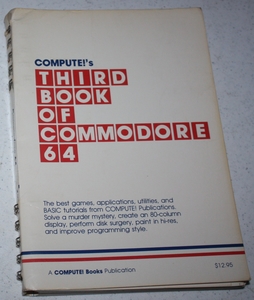 COMPUTE!'s
THIRD
BOOK
OF
COMMODORE
64
The best games, applications, utilities, and
BASIC tutorials from COMPUTE! Publications.
Solve a murder mystery, create an 80-column
display, perform disk surgery, paint in hi-res,
and improve programming style.
A COMPUTE! Books Publication
$12.95